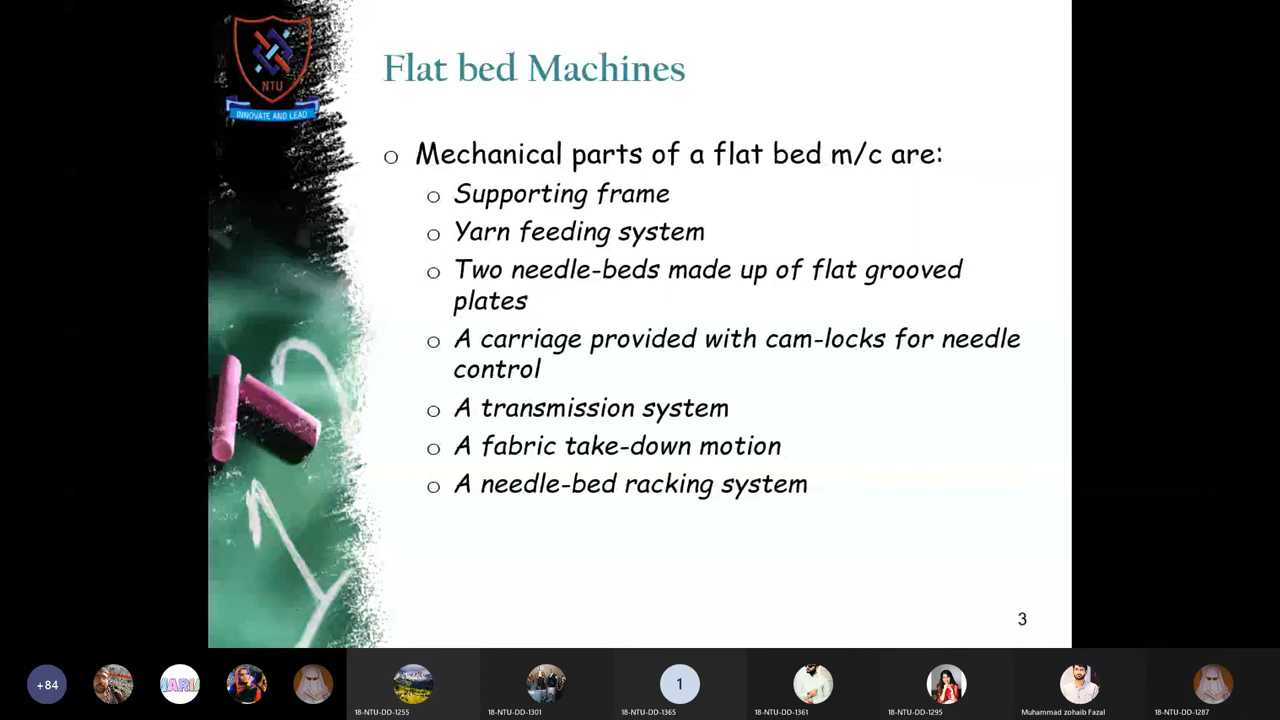 NTU
INNOVATE AND LEAD
Flat bed Machines
Mechanical parts of a flat bed m/c are:
Supporting frame
Yarn feeding system
Two needle-beds made up of flat grooved
plates
A carriage provided with cam-locks for needle
control
A transmission system
A fabric take-down motion
A needle-bed racking system
3
+84
1
18-NTU-DD-1255
18-NTU-DD-1301
18-NTU-DD-1365
18-NTU-DD-1361
18-NTU-DD-1295
Muhammad zohaib Fazal
18-NTU-DD-1287